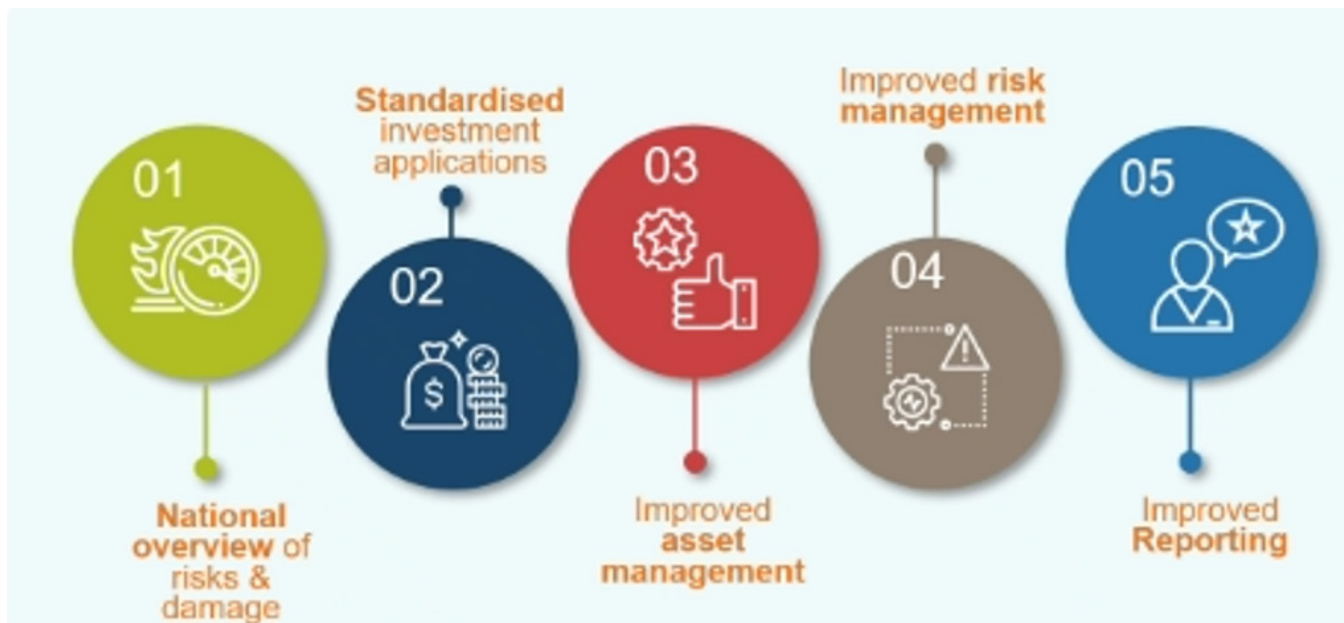 01
National
overview of
risks &
damage
Standardised
investment
applications
02
$
03
Improved
asset
management
Improved risk
management
04
!
05
Improved
Reporting